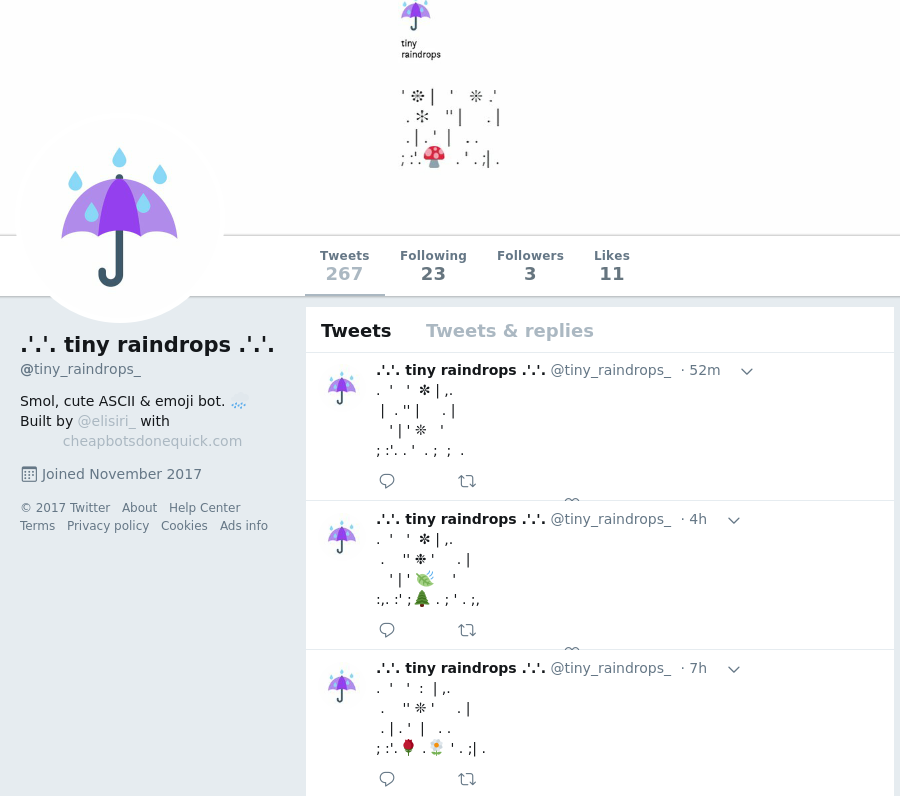 tiny
raindrops
' ❊ |   '   ❊ .'
. ✻   '' |     . |
. | . '  |   . .
; :'. 🍄  . ' . ;| .
Tweets
267
Following
23
Followers
3
Likes
11
.'.'. tiny raindrops .'.'.
@tiny_raindrops_
Smol, cute ASCII & emoji bot. 🌧️
Built by @elisiri_ with
cheapbotsdonequick.com
Joined November 2017
© 2017 Twitter About Help Center
Terms Privacy policy Cookies Ads info
Tweets Tweets & replies
.'.'. tiny raindrops .'.'. @tiny_raindrops_ · 52m
.  '   '  ✼ | ,.
| . '' |     . |
' | ' ❊   '
; :'. . '  . ;  ;  .
.'.'. tiny raindrops .'.'. @tiny_raindrops_ · 4h
.  '   '  ✼ | ,.
.    '' ❉ '     . |
' | ' 🍃    '
:,. :' ; 🌲 . ; ' . ;,
.'.'. tiny raindrops .'.'. @tiny_raindrops_ · 7h
.  '   '  :  | ,.
.    '' ❊ '     . |
. | . '  |   . .
; :'. 🌹 . 🌼 ' . ;| .